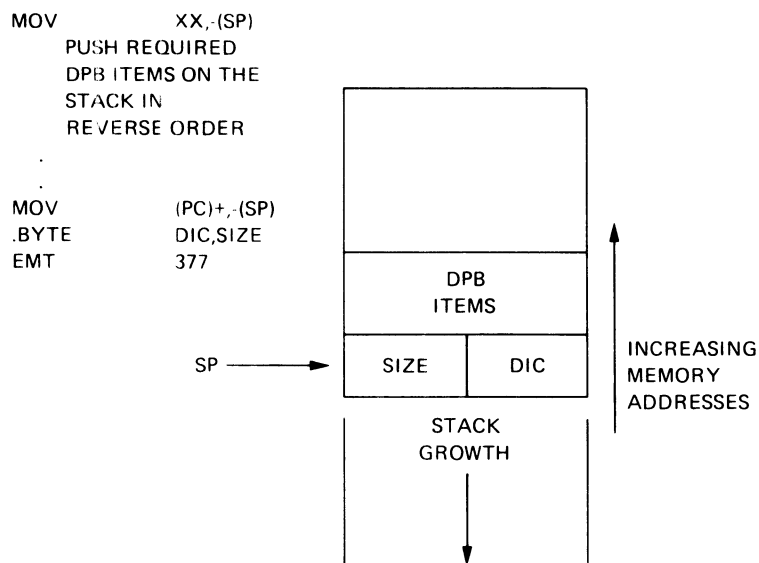 MOV XX,-(SP)
PUSH REQUIRED
DPB ITEMS ON THE
STACK IN
REVERSE ORDER
.
.
MOV (PC)+,-(SP)
.BYTE DIC,SIZE
EMT 377
DPB
ITEMS
SP
SIZE DIC
INCREASING
MEMORY
ADDRESSES
STACK
GROWTH